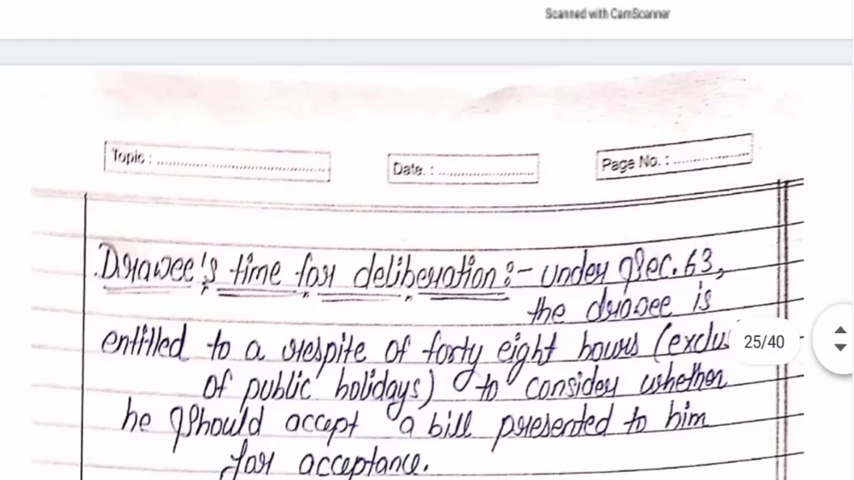 Scanned with CamScanner
Topic : ..............................................
Date. : ..........................
Page No. : .....................
Drawee's time for deliberation :- under Sec. 63,
the drawee is
entitled to a respite of forty eight hours (exclu
25/40
of public holidays) to consider whether
he should accept a bill presented to him
for acceptance.